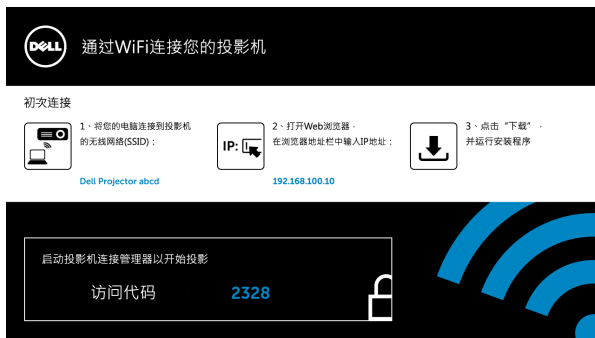 DELL
通过WiFi连接您的投影机
初次连接
1、将您的电脑连接到投影机
的无线网络(SSID)：
Dell Projector abcd
IP:
2、打开Web浏览器，
在浏览器地址栏中输入IP地址：
192.168.100.10
3、点击“下载”，
并运行安装程序
启动投影机连接管理器以开始投影
访问代码 2328